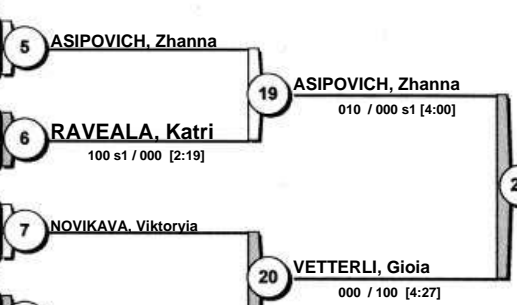 5
ASIPOVICH, Zhanna
19
ASIPOVICH, Zhanna
010 / 000 s1 [4:00]
6
RAVEALA, Katri
100 s1 / 000 [2:19]
7
NOVIKAVA, Viktoryia
20
VETTERLI, Gioia
000 / 100 [4:27]